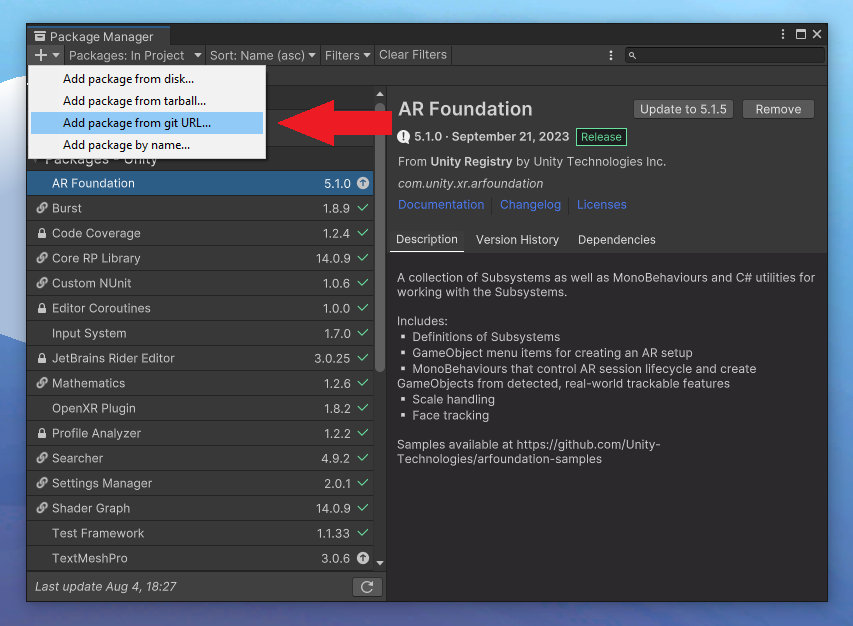 Package Manager
Packages: In Project
Sort: Name (asc)
Filters
Clear Filters
Add package from disk...
Add package from tarball...
Add package from git URL...
Add package by name...
Packages - Unity
AR Foundation 5.1.0
Burst 1.8.9
Code Coverage 1.2.4
Core RP Library 14.0.9
Custom NUnit 1.0.6
Editor Coroutines 1.0.0
Input System 1.7.0
JetBrains Rider Editor 3.0.25
Mathematics 1.2.6
OpenXR Plugin 1.8.2
Profile Analyzer 1.2.2
Searcher 4.9.2
Settings Manager 2.0.1
Shader Graph 14.0.9
Test Framework 1.1.33
TextMeshPro 3.0.6
Last update Aug 4, 18:27
AR Foundation
Update to 5.1.5
Remove
5.1.0 · September 21, 2023 Release
From Unity Registry by Unity Technologies Inc.
com.unity.xr.arfoundation
Documentation Changelog Licenses
Description Version History Dependencies
A collection of Subsystems as well as MonoBehaviours and C# utilities for
working with the Subsystems.
Includes:
▪ Definitions of Subsystems
▪ GameObject menu items for creating an AR setup
▪ MonoBehaviours that control AR session lifecycle and create
GameObjects from detected, real-world trackable features
▪ Scale handling
▪ Face tracking
Samples available at https://github.com/Unity-
Technologies/arfoundation-samples